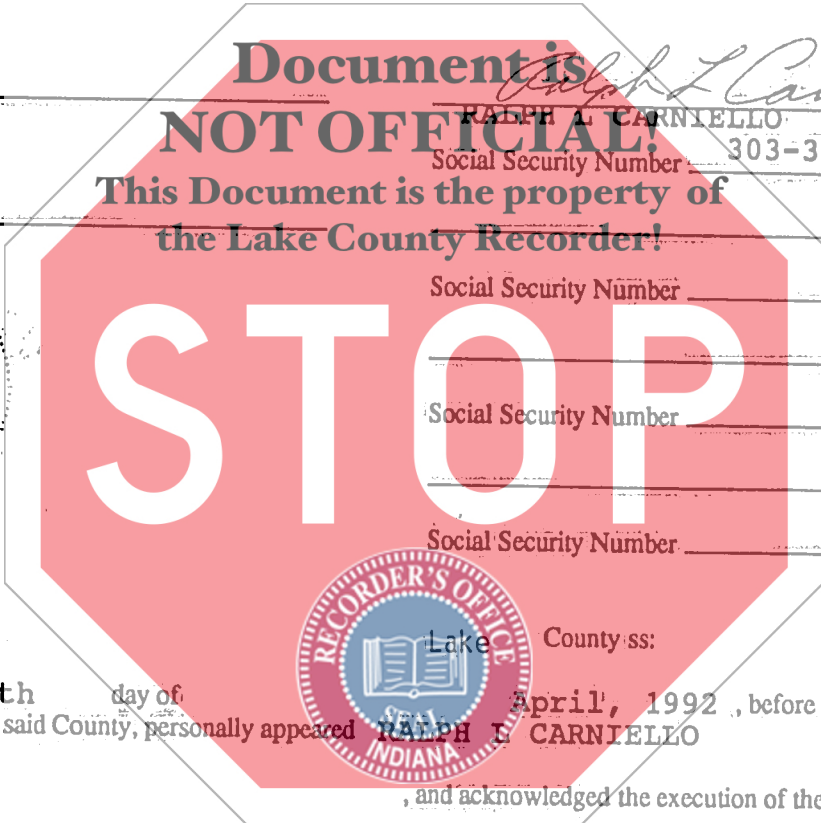 Document is
Ralph L Ca
NOT OFFICIAL!
RALPH L CARNIELLO
Social Security Number 303-3
This Document is the property of
the Lake County Recorder!
Social Security Number
STOP
Social Security Number
Social Security Number
RECORDER'S OFFICE
Lake County ss:
SEAL
INDIANA
th day of April, 1992, before
said County, personally appeared RALPH L CARNIELLO
, and acknowledged the execution of the